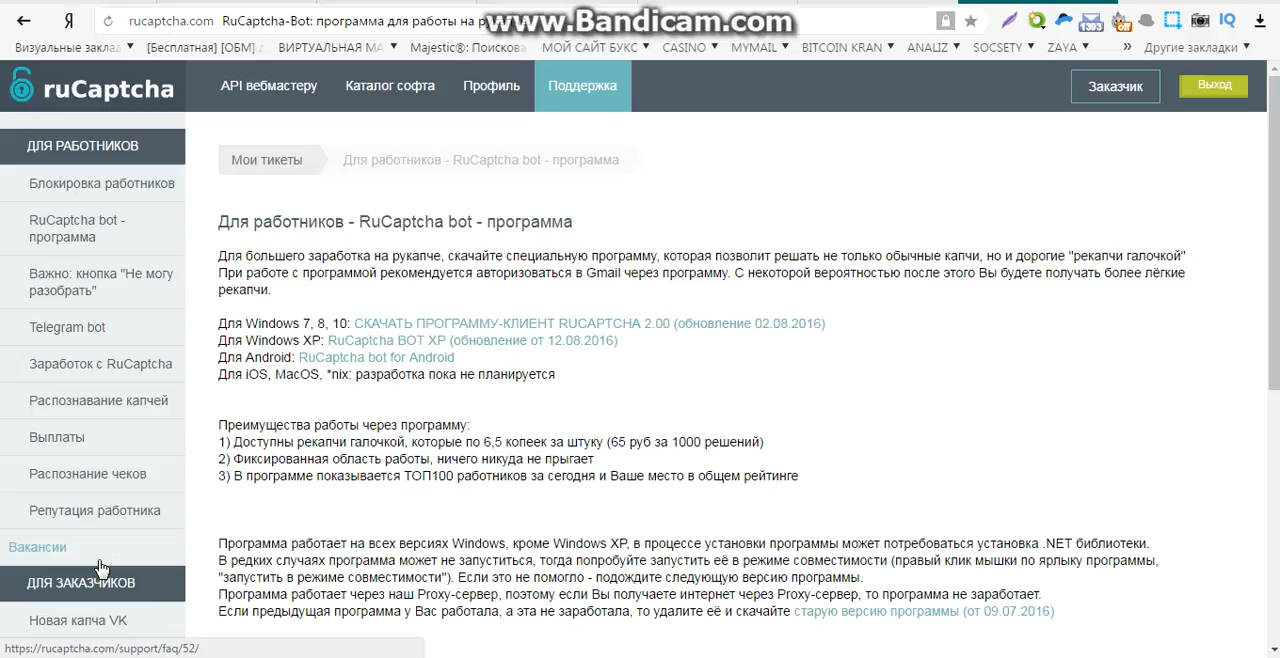 rucaptcha.com RuCaptcha-Bot: программа для работы на р
www.Bandicam.com
Визуальные заклад
[Бесплатная] [ОБМ]
ВИРТУАЛЬНАЯ МА
Majestic®: Поискова
МОЙ САЙТ БУКС
CASINO
MYMAIL
BITCOIN KRAN
ANALIZ
SOCSETY
ZAYA
»
Другие закладки
ruCaptcha
API вебмастеру
Каталог софта
Профиль
Поддержка
Заказчик
Выход
ДЛЯ РАБОТНИКОВ
Блокировка работников
RuCaptcha bot -
программа
Важно: кнопка "Не могу
разобрать"
Telegram bot
Заработок с RuCaptcha
Распознавание капчей
Выплаты
Распознание чеков
Репутация работника
Вакансии
ДЛЯ ЗАКАЗЧИКОВ
Новая капча VK
https://rucaptcha.com/support/faq/52/
Мои тикеты
Для работников - RuCaptcha bot - программа
Для работников - RuCaptcha bot - программа
Для большего заработка на рукапче, скачайте специальную программу, которая позволит решать не только обычные капчи, но и дорогие "рекапчи галочкой"
При работе с программой рекомендуется авторизоваться в Gmail через программу. С некоторой вероятностью после этого Вы будете получать более лёгкие
рекапчи.
Для Windows 7, 8, 10: СКАЧАТЬ ПРОГРАММУ-КЛИЕНТ RUCAPTCHA 2.00 (обновление 02.08.2016)
Для Windows XP: RuCaptcha BOT XP (обновление от 12.08.2016)
Для Android: RuCaptcha bot for Android
Для iOS, MacOS, *nix: разработка пока не планируется
Преимущества работы через программу:
1) Доступны рекапчи галочкой, которые по 6,5 копеек за штуку (65 руб за 1000 решений)
2) Фиксированная область работы, ничего никуда не прыгает
3) В программе показывается ТОП100 работников за сегодня и Ваше место в общем рейтинге
Программа работает на всех версиях Windows, кроме Windows XP, в процессе установки программы может потребоваться установка .NET библиотеки.
В редких случаях программа может не запуститься, тогда попробуйте запустить её в режиме совместимости (правый клик мышки по ярлыку программы,
"запустить в режиме совместимости"). Если это не помогло - подождите следующую версию программы.
Программа работает через наш Proxy-сервер, поэтому если Вы получаете интернет через Proxy-сервер, то программа не заработает.
Если предыдущая программа у Вас работала, а эта не заработала, то удалите её и скачайте старую версию программы (от 09.07.2016)